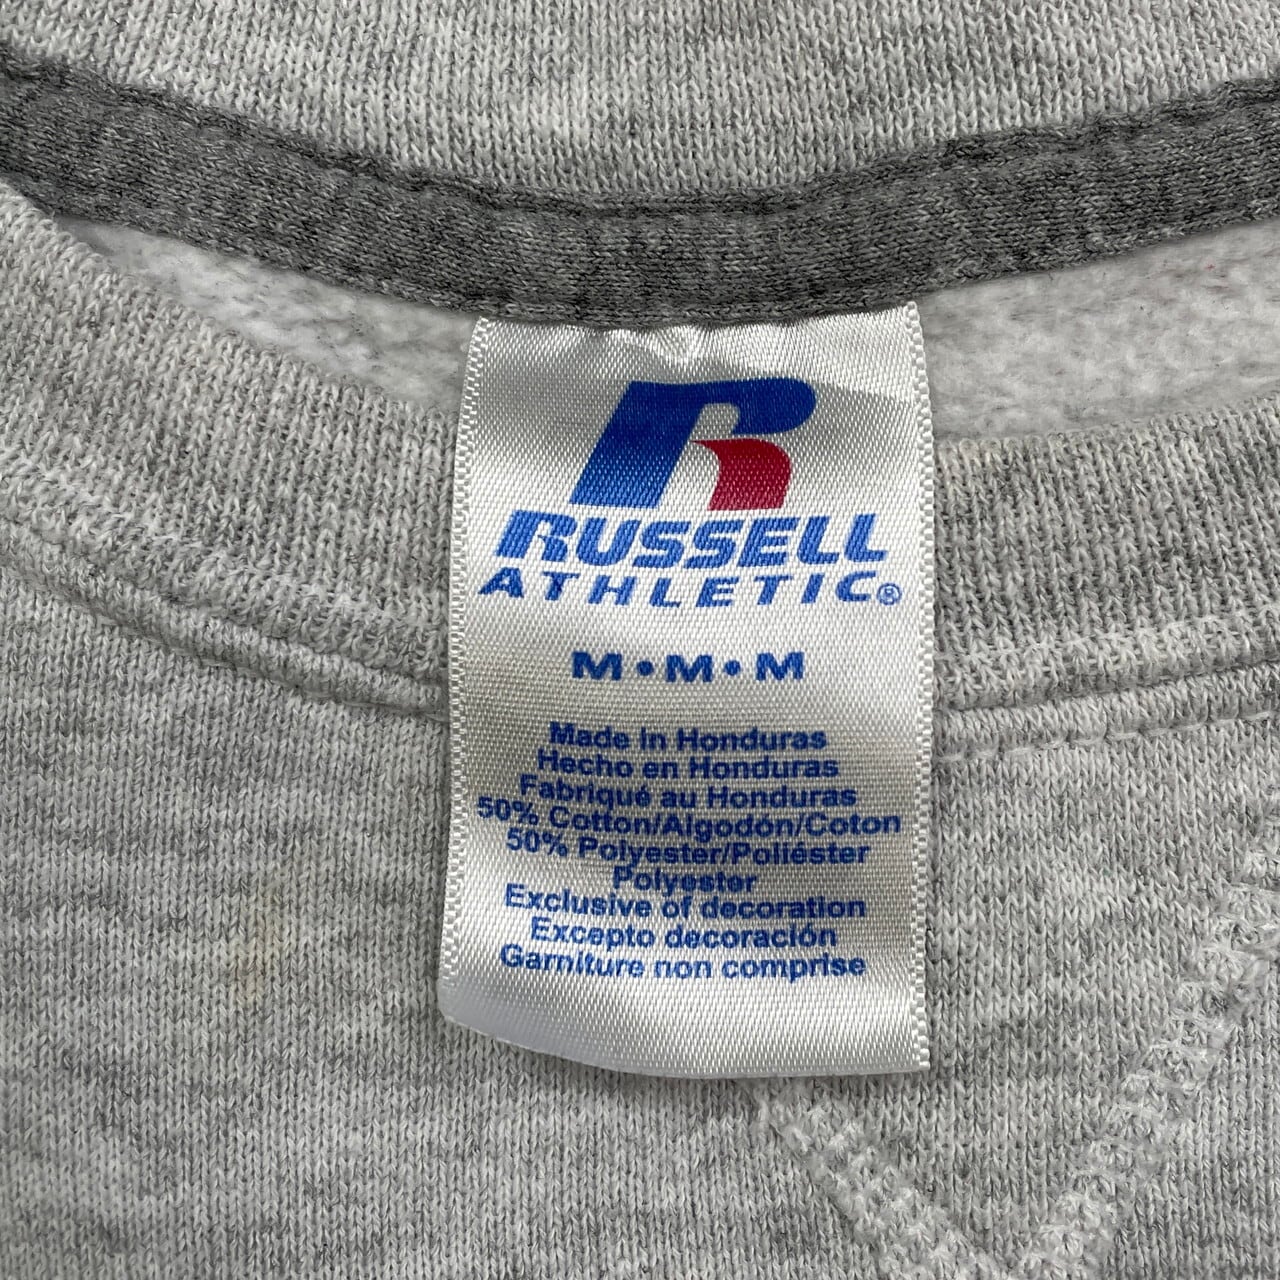 R
RUSSELL
ATHLETIC®
M•M•M
Made in Honduras
Hecho en Honduras
Fabriqué au Honduras
50% Cotton/Algodón/Coton
50% Polyester/Poliéster
Polyester
Exclusive of decoration
Excepto decoración
Garniture non comprise